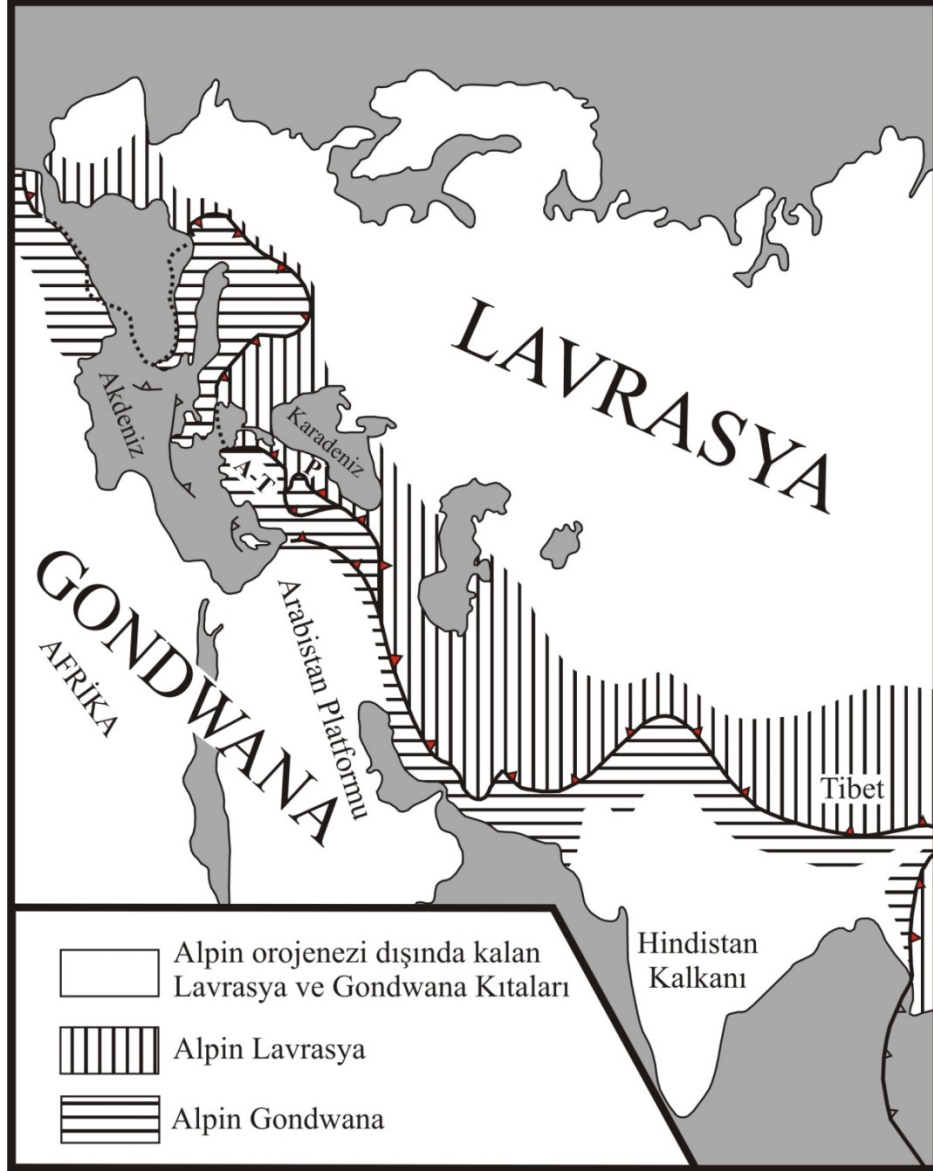 LAVRASYA
Akdeniz
Karadeniz
A-T
P
GONDWANA
AFRİKA
Arabistan Platformu
Tibet
Hindistan
Kalkanı
Alpin orojenezi dışında kalan
Lavrasya ve Gondwana Kıtaları
Alpin Lavrasya
Alpin Gondwana